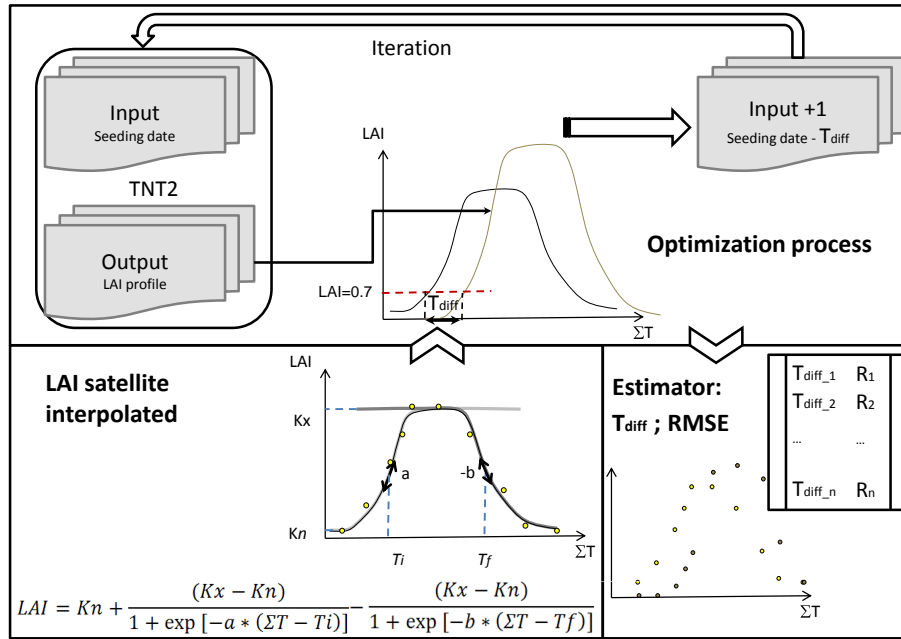 Iteration
Input
Seeding date
TNT2
Output
LAI profile
LAI
LAI=0.7
Tdiff
ΣT
Input +1
Seeding date - Tdiff
Optimization process
LAI satellite
interpolated
LAI
Kx
Kn
a
-b
Ti
Tf
ΣT
LAI = Kn + (Kx − Kn) / 1 + exp [−a * (ΣT − Ti)] − (Kx − Kn) / 1 + exp [−b * (ΣT − Tf)]
Estimator:
Tdiff ; RMSE
Tdiff_1 R1
Tdiff_2 R2
... ...
Tdiff_n Rn
ΣT